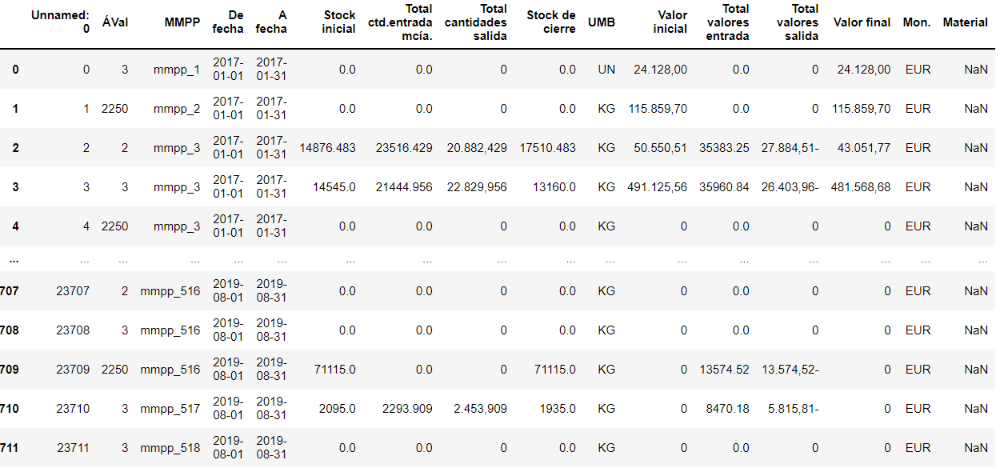 Unnamed: 0 ÁVal MMPP De fecha A fecha Stock inicial Total ctd.entrada mcía. Total cantidades salida Stock de cierre UMB Valor inicial Total valores entrada Total valores salida Valor final Mon. Material
0 0 3 mmpp_1 2017-01-01 2017-01-31 0.0 0.0 0 0.0 UN 24.128,00 0.0 0 24.128,00 EUR NaN
1 1 2250 mmpp_2 2017-01-01 2017-01-31 0.0 0.0 0 0.0 KG 115.859,70 0.0 0 115.859,70 EUR NaN
2 2 2 mmpp_3 2017-01-01 2017-01-31 14876.483 23516.429 20.882,429 17510.483 KG 50.550,51 35383.25 27.884,51- 43.051,77 EUR NaN
3 3 3 mmpp_3 2017-01-01 2017-01-31 14545.0 21444.956 22.829,956 13160.0 KG 491.125,56 35960.84 26.403,96- 481.568,68 EUR NaN
4 4 2250 mmpp_3 2017-01-01 2017-01-31 0.0 0.0 0 0.0 KG 0 0.0 0 0 EUR NaN
... ... ... ... ... ... ... ... ... ... ... ... ... ... ... ... ...
707 23707 2 mmpp_516 2019-08-01 2019-08-31 0.0 0.0 0 0.0 KG 0 0.0 0 0 EUR NaN
708 23708 3 mmpp_516 2019-08-01 2019-08-31 0.0 0.0 0 0.0 KG 0 0.0 0 0 EUR NaN
709 23709 2250 mmpp_516 2019-08-01 2019-08-31 71115.0 0.0 0 71115.0 KG 0 13574.52 13.574,52- 0 EUR NaN
710 23710 3 mmpp_517 2019-08-01 2019-08-31 2095.0 2293.909 2.453,909 1935.0 KG 0 8470.18 5.815,81- 0 EUR NaN
711 23711 3 mmpp_518 2019-08-01 2019-08-31 0.0 0.0 0 0.0 KG 0 0.0 0 0 EUR NaN